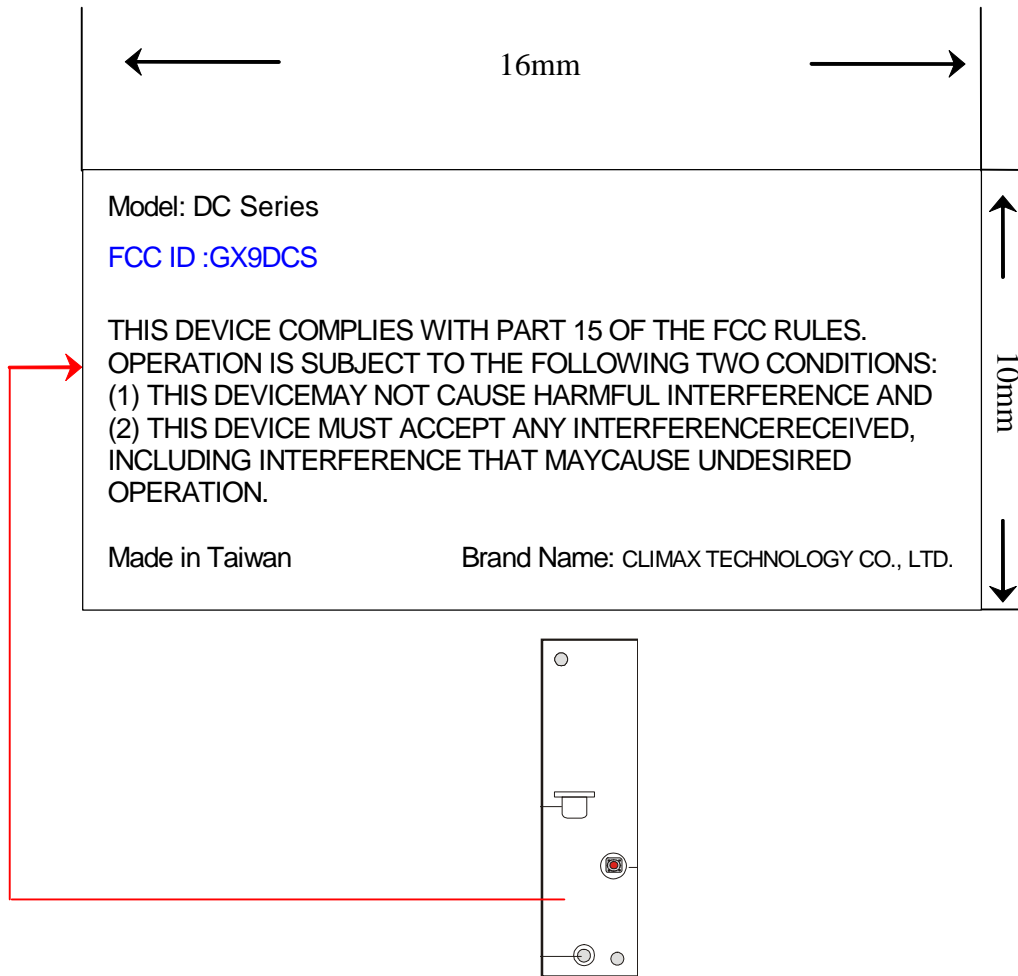 16mm
Model: DC Series
FCC ID :GX9DCS
10mm
THIS DEVICE COMPLIES WITH PART 15 OF THE FCC RULES.
OPERATION IS SUBJECT TO THE FOLLOWING TWO CONDITIONS:
(1) THIS DEVICEMAY NOT CAUSE HARMFUL INTERFERENCE AND
(2) THIS DEVICE MUST ACCEPT ANY INTERFERENCERECEIVED,
INCLUDING INTERFERENCE THAT MAYCAUSE UNDESIRED
OPERATION.
Made in Taiwan Brand Name: CLIMAX TECHNOLOGY CO., LTD.